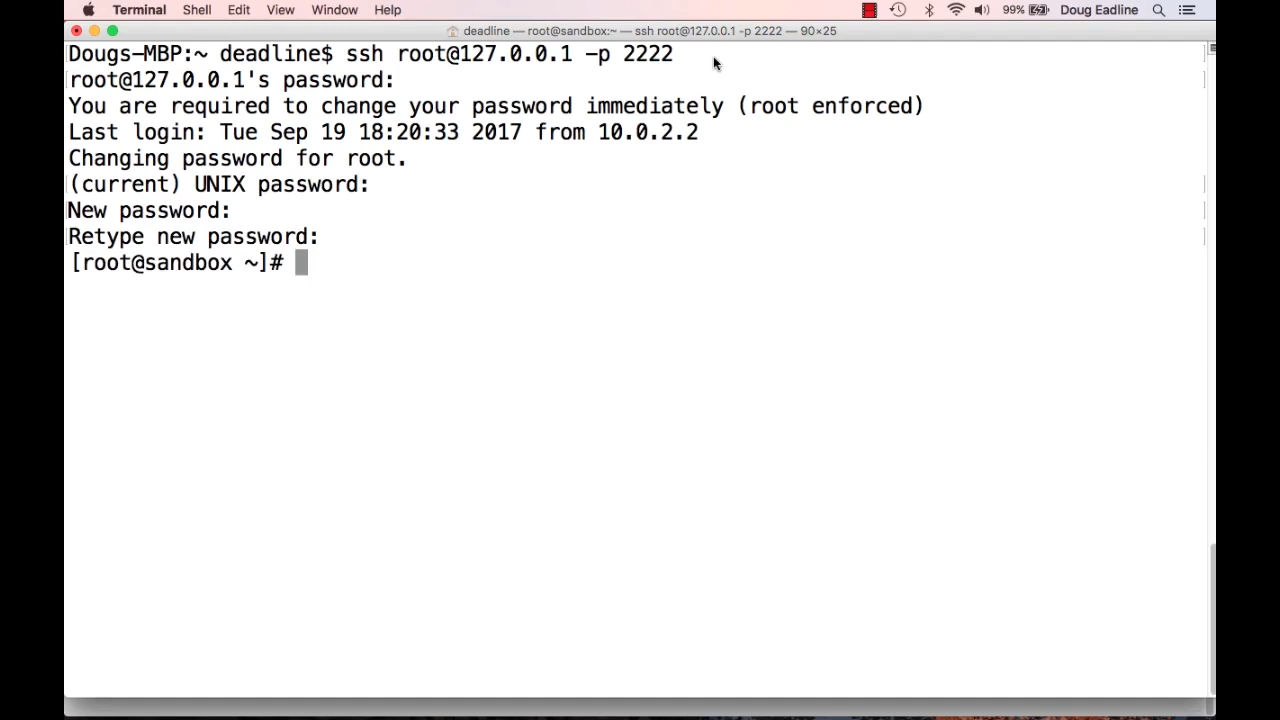 Terminal Shell Edit View Window Help 99% Doug Eadline
deadline — root@sandbox:~ — ssh root@127.0.0.1 -p 2222 — 90×25
Dougs-MBP:~ deadline$ ssh root@127.0.0.1 -p 2222
root@127.0.0.1's password:
You are required to change your password immediately (root enforced)
Last login: Tue Sep 19 18:20:33 2017 from 10.0.2.2
Changing password for root.
(current) UNIX password:
New password:
Retype new password:
[root@sandbox ~]#